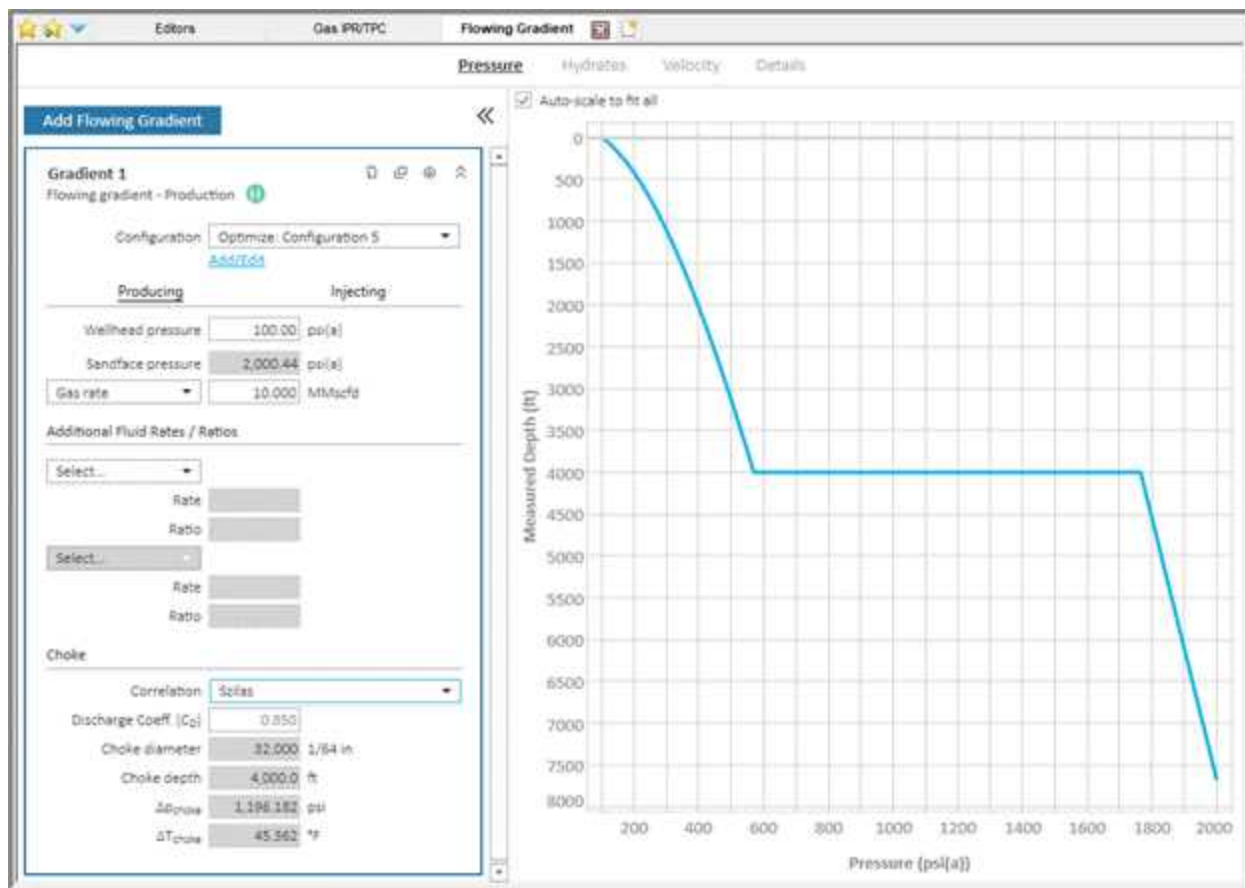 Editors
Gas IPR/TPC
Flowing Gradient
Pressure
Hydrates
Velocity
Details
Add Flowing Gradient
Auto-scale to fit all
Gradient 1
Flowing gradient - Production
Configuration Optimize: Configuration 5
Add/Edit
Producing Injecting
Wellhead pressure 100.00 psi(a)
Sandface pressure 2,000.44 psi(a)
Gas rate 10.000 MMscfd
Additional Fluid Rates / Ratios
Select...
Rate
Ratio
Select...
Rate
Ratio
Choke
Correlation Szilas
Discharge Coeff. (CD) 0.850
Choke diameter 32.000 1/64 in
Choke depth 4,000.0 ft
Δpchoke 1,196.182 psi
ΔTchoke 45.562 °F
Measured Depth (ft)
0
500
1000
1500
2000
2500
3000
3500
4000
4500
5000
5500
6000
6500
7000
7500
8000
200 400 600 800 1000 1200 1400 1600 1800 2000
Pressure (psi(a))